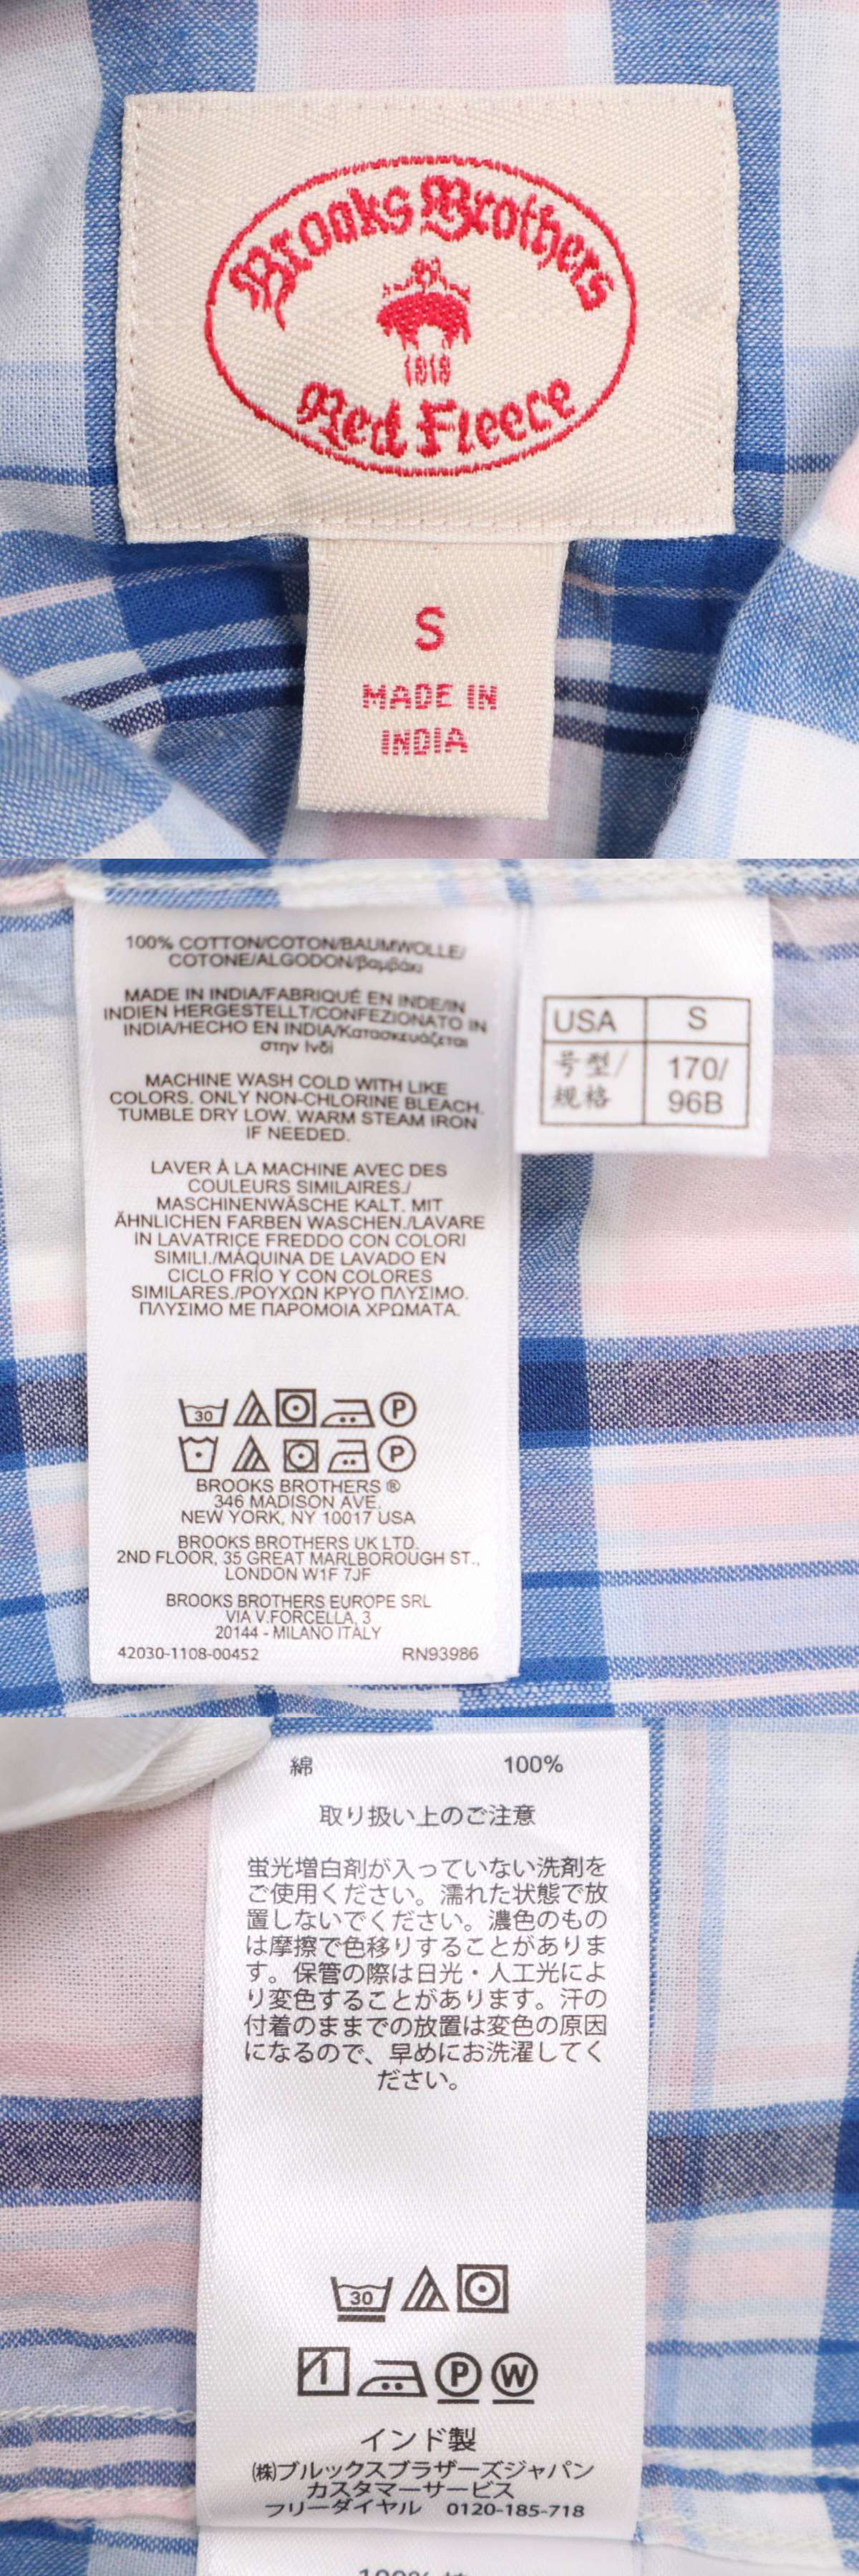 Brooks Brothers
1818
Red Fleece
S
MADE IN
INDIA
100% COTTON/COTON/BAUMWOLLE/
COTONE/ALGODON/βαμβάκι
MADE IN INDIA/FABRIQUÉ EN INDE/IN
INDIEN HERGESTELLT/CONFEZIONATO IN
INDIA/HECHO EN INDIA/Κατασκευάζεται
στην Ινδί
MACHINE WASH COLD WITH LIKE
COLORS. ONLY NON-CHLORINE BLEACH.
TUMBLE DRY LOW. WARM STEAM IRON
IF NEEDED.
LAVER À LA MACHINE AVEC DES
COULEURS SIMILAIRES./
MASCHINENWÄSCHE KALT. MIT
ÄHNLICHEN FARBEN WASCHEN./LAVARE
IN LAVATRICE FREDDO CON COLORI
SIMILI./MÁQUINA DE LAVADO EN
CICLO FRÍO Y CON COLORES
SIMILARES./ΡΟΥΧΩΝ ΚΡΥΟ ΠΛΥΣΙΜΟ.
ΠΛΥΣΙΜΟ ΜΕ ΠΑΡΟΜΟΙΑ ΧΡΩΜΑΤΑ.
30 P
P
BROOKS BROTHERS ®
346 MADISON AVE.
NEW YORK, NY 10017 USA
BROOKS BROTHERS UK LTD.
2ND FLOOR, 35 GREAT MARLBOROUGH ST.,
LONDON W1F 7JF
BROOKS BROTHERS EUROPE SRL
VIA V.FORCELLA, 3
20144 - MILANO ITALY
42030-1108-00452 RN93986
USA S
号型/ 170/
规格 96B
綿 100%
取り扱い上のご注意
蛍光増白剤が入っていない洗剤を
ご使用ください。濡れた状態で放
置しないでください。濃色のもの
は摩擦で色移りすることがありま
す。保管の際は日光・人工光によ
り変色することがあります。汗の
付着のままでの放置は変色の原因
になるので、早めにお洗濯してく
ださい。
30
P W
インド製
㈱ブルックスブラザーズジャパン
カスタマーサービス
フリーダイヤル 0120-185-718